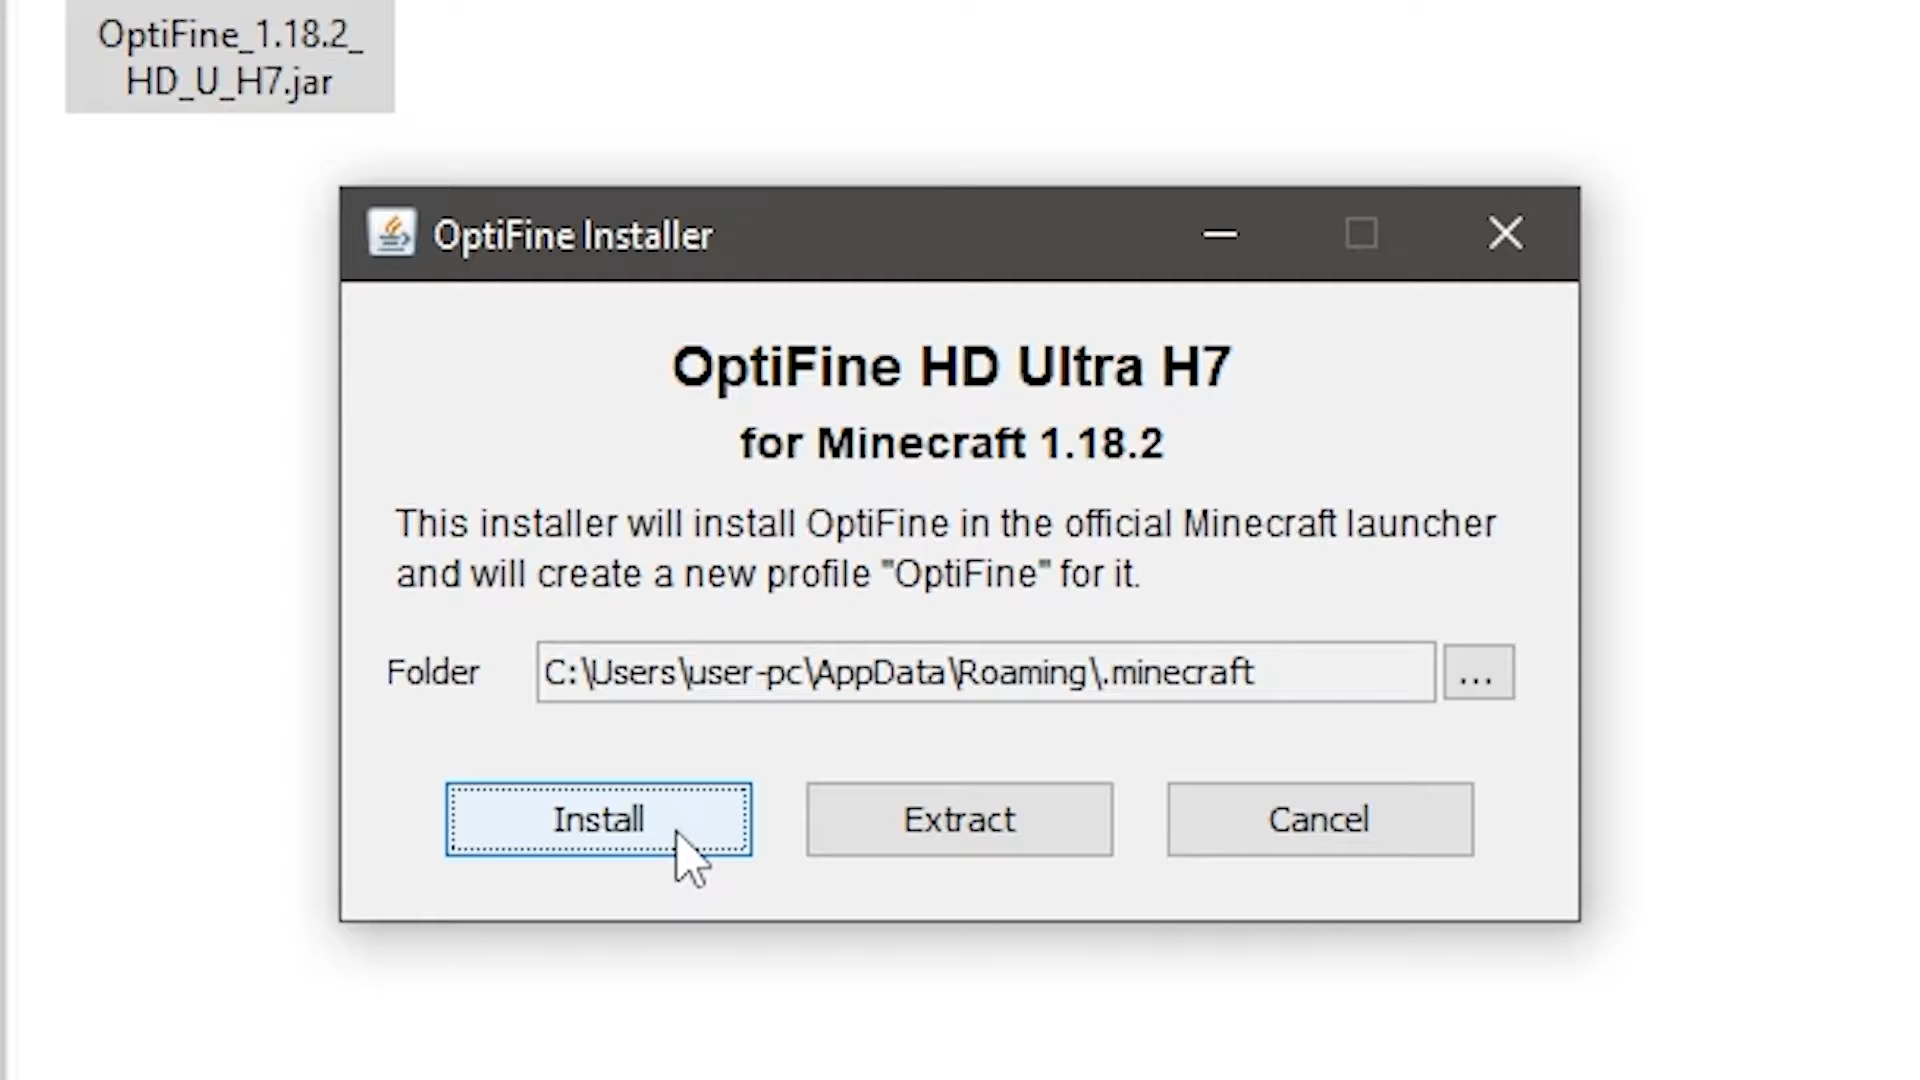 OptiFine_1.18.2_
HD_U_H7.jar
OptiFine Installer
OptiFine HD Ultra H7
for Minecraft 1.18.2
This installer will install OptiFine in the official Minecraft launcher
and will create a new profile "OptiFine" for it.
Folder C:\Users\user-pc\AppData\Roaming\.minecraft ...
Install Extract Cancel